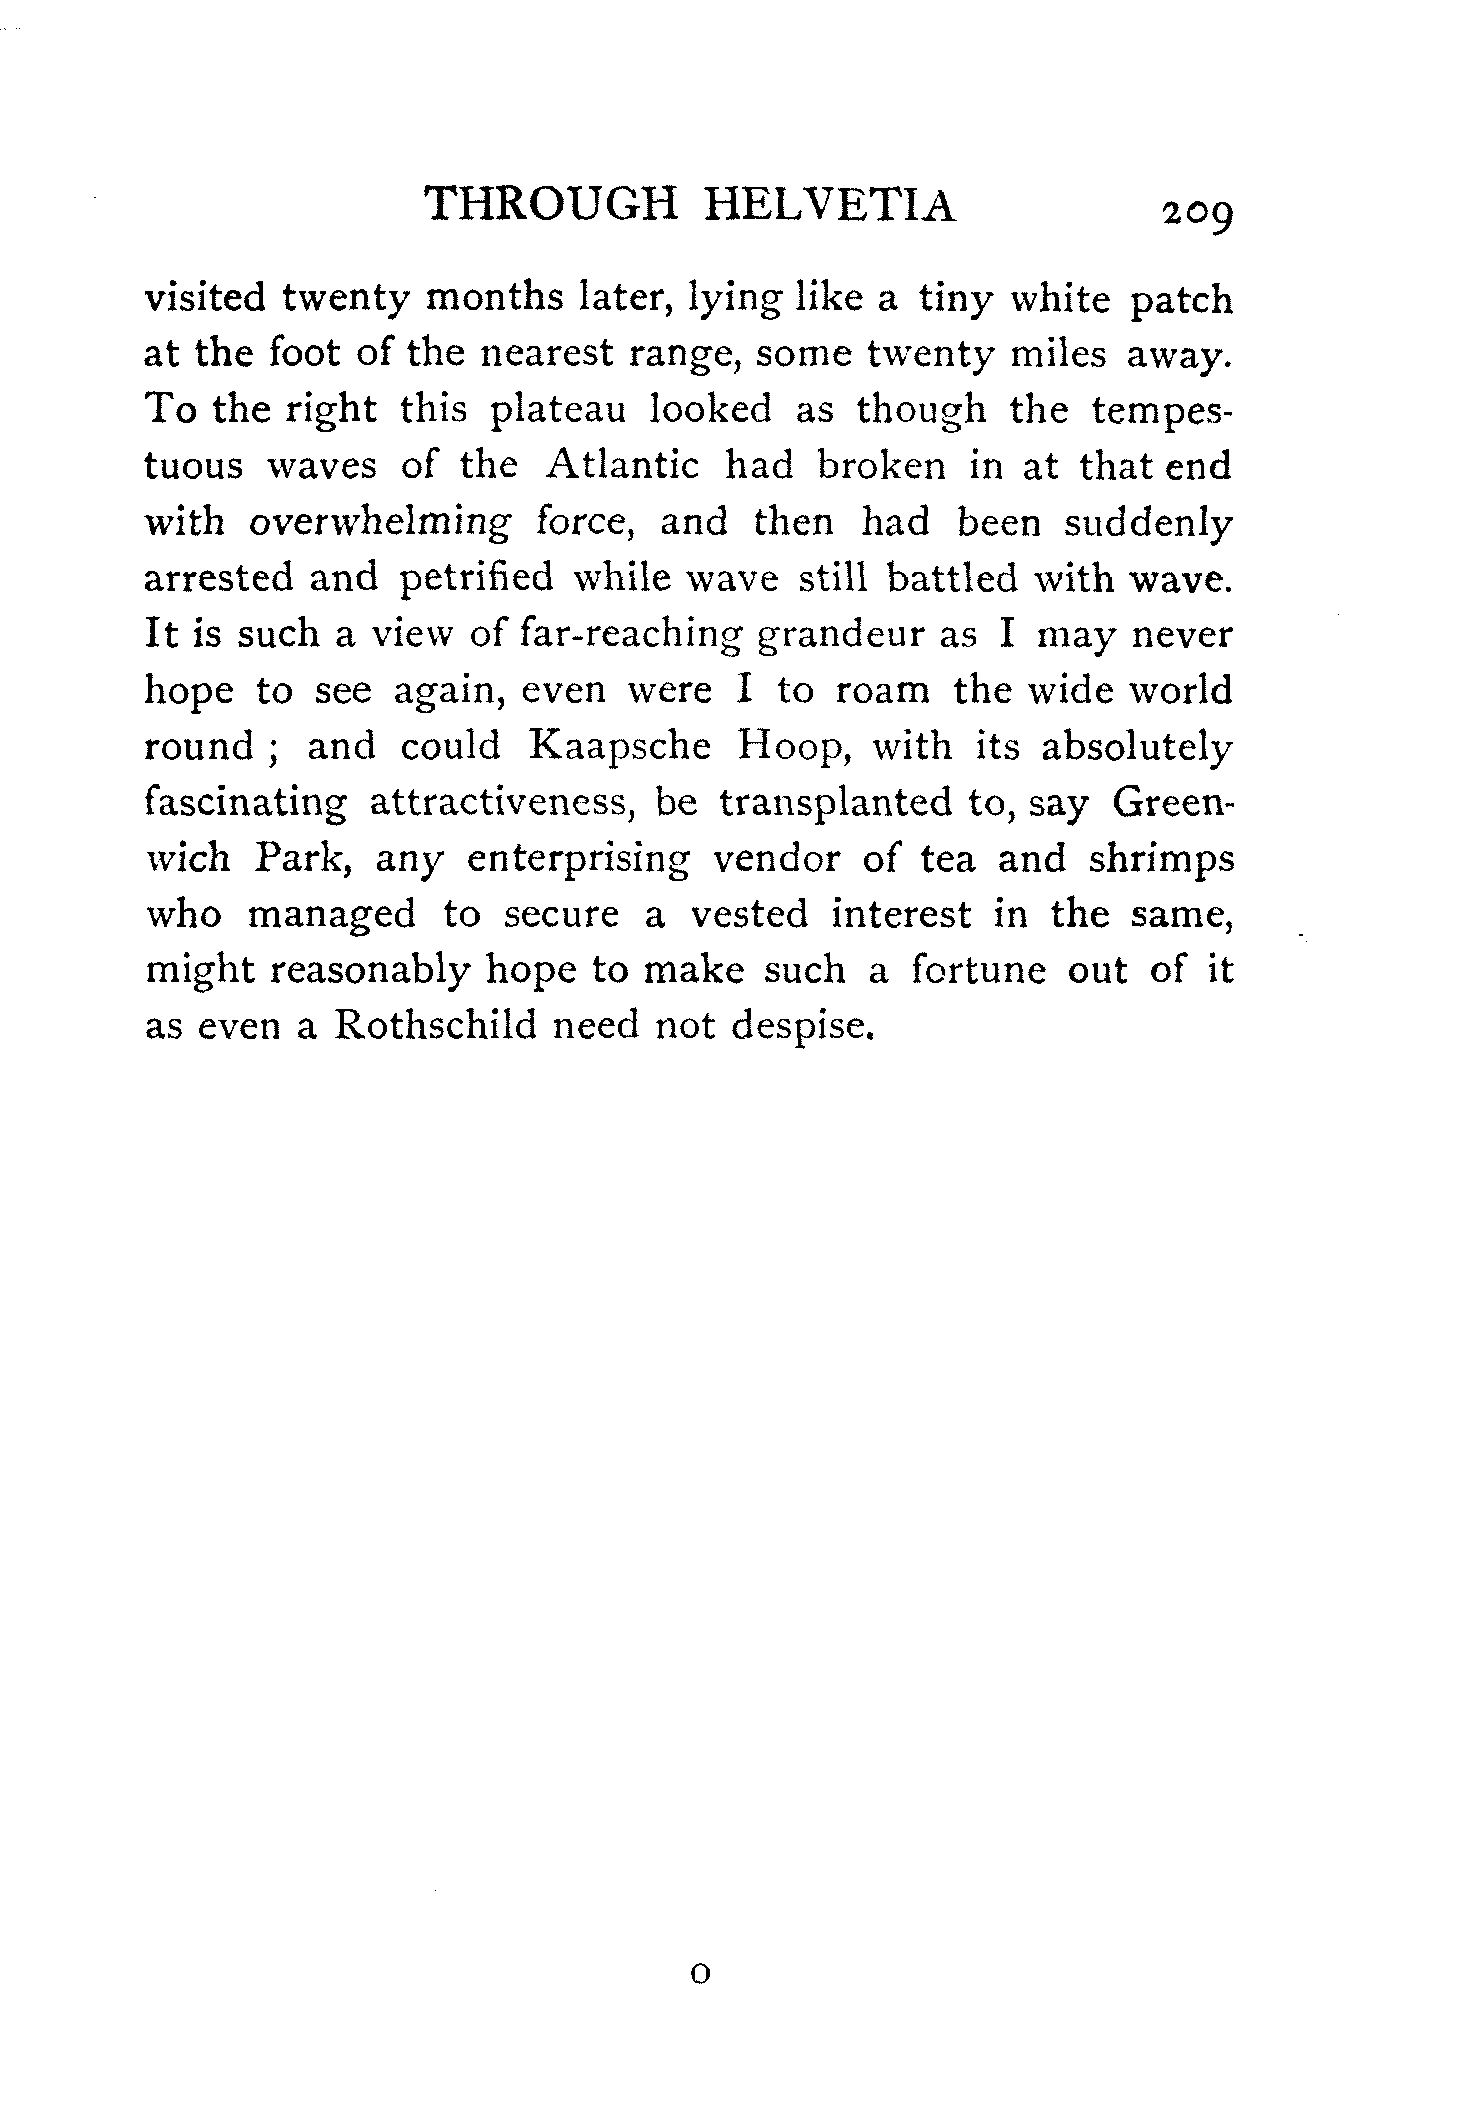 THROUGH HELVETIA 209
visited twenty months later, lying like a tiny white patch
at the foot of the nearest range, some twenty miles away.
To the right this plateau looked as though the tempes-
tuous waves of the Atlantic had broken in at that end
with overwhelming force, and then had been suddenly
arrested and petrified while wave still battled with wave.
It is such a view of far-reaching grandeur as I may never
hope to see again, even were I to roam the wide world
round ; and could Kaapsche Hoop, with its absolutely
fascinating attractiveness, be transplanted to, say Green-
wich Park, any enterprising vendor of tea and shrimps
who managed to secure a vested interest in the same,
might reasonably hope to make such a fortune out of it
as even a Rothschild need not despise.
O